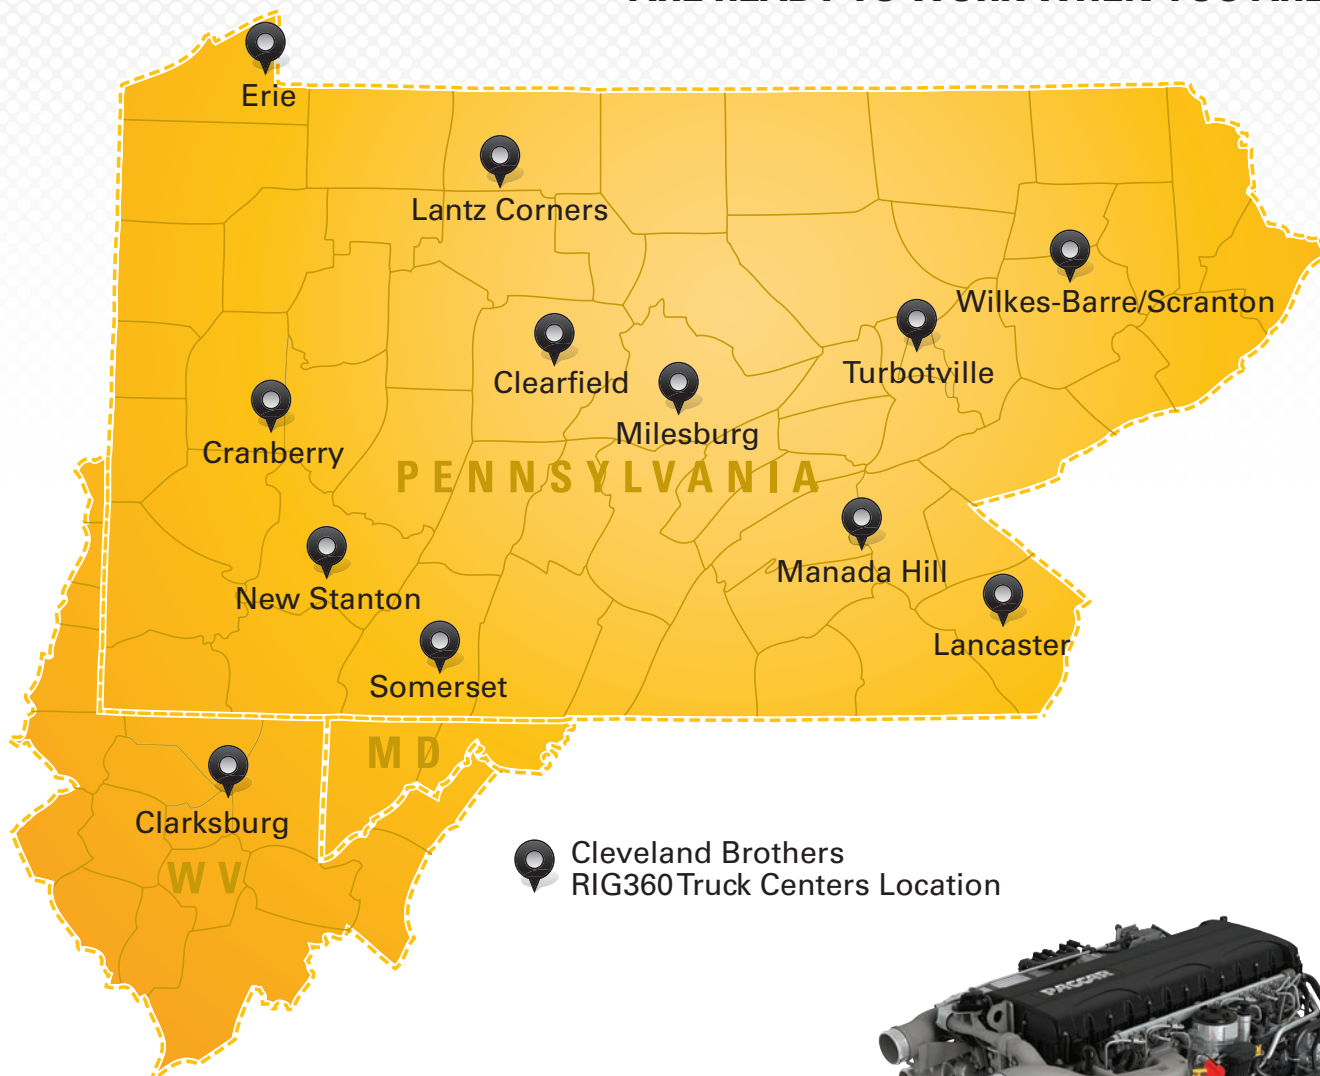 Erie
Lantz Corners
Wilkes-Barre/Scranton
Turbotville
Clearfield
Milesburg
Cranberry
PENNSYLVANIA
Manada Hill
New Stanton
Lancaster
Somerset
MD
Clarksburg
WV
Cleveland Brothers
RIG360 Truck Centers Location
PACCAR